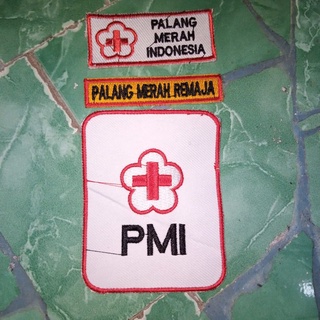 PALANG
MERAH
INDONESIA
PALANG MERAH REMAJA
PMI